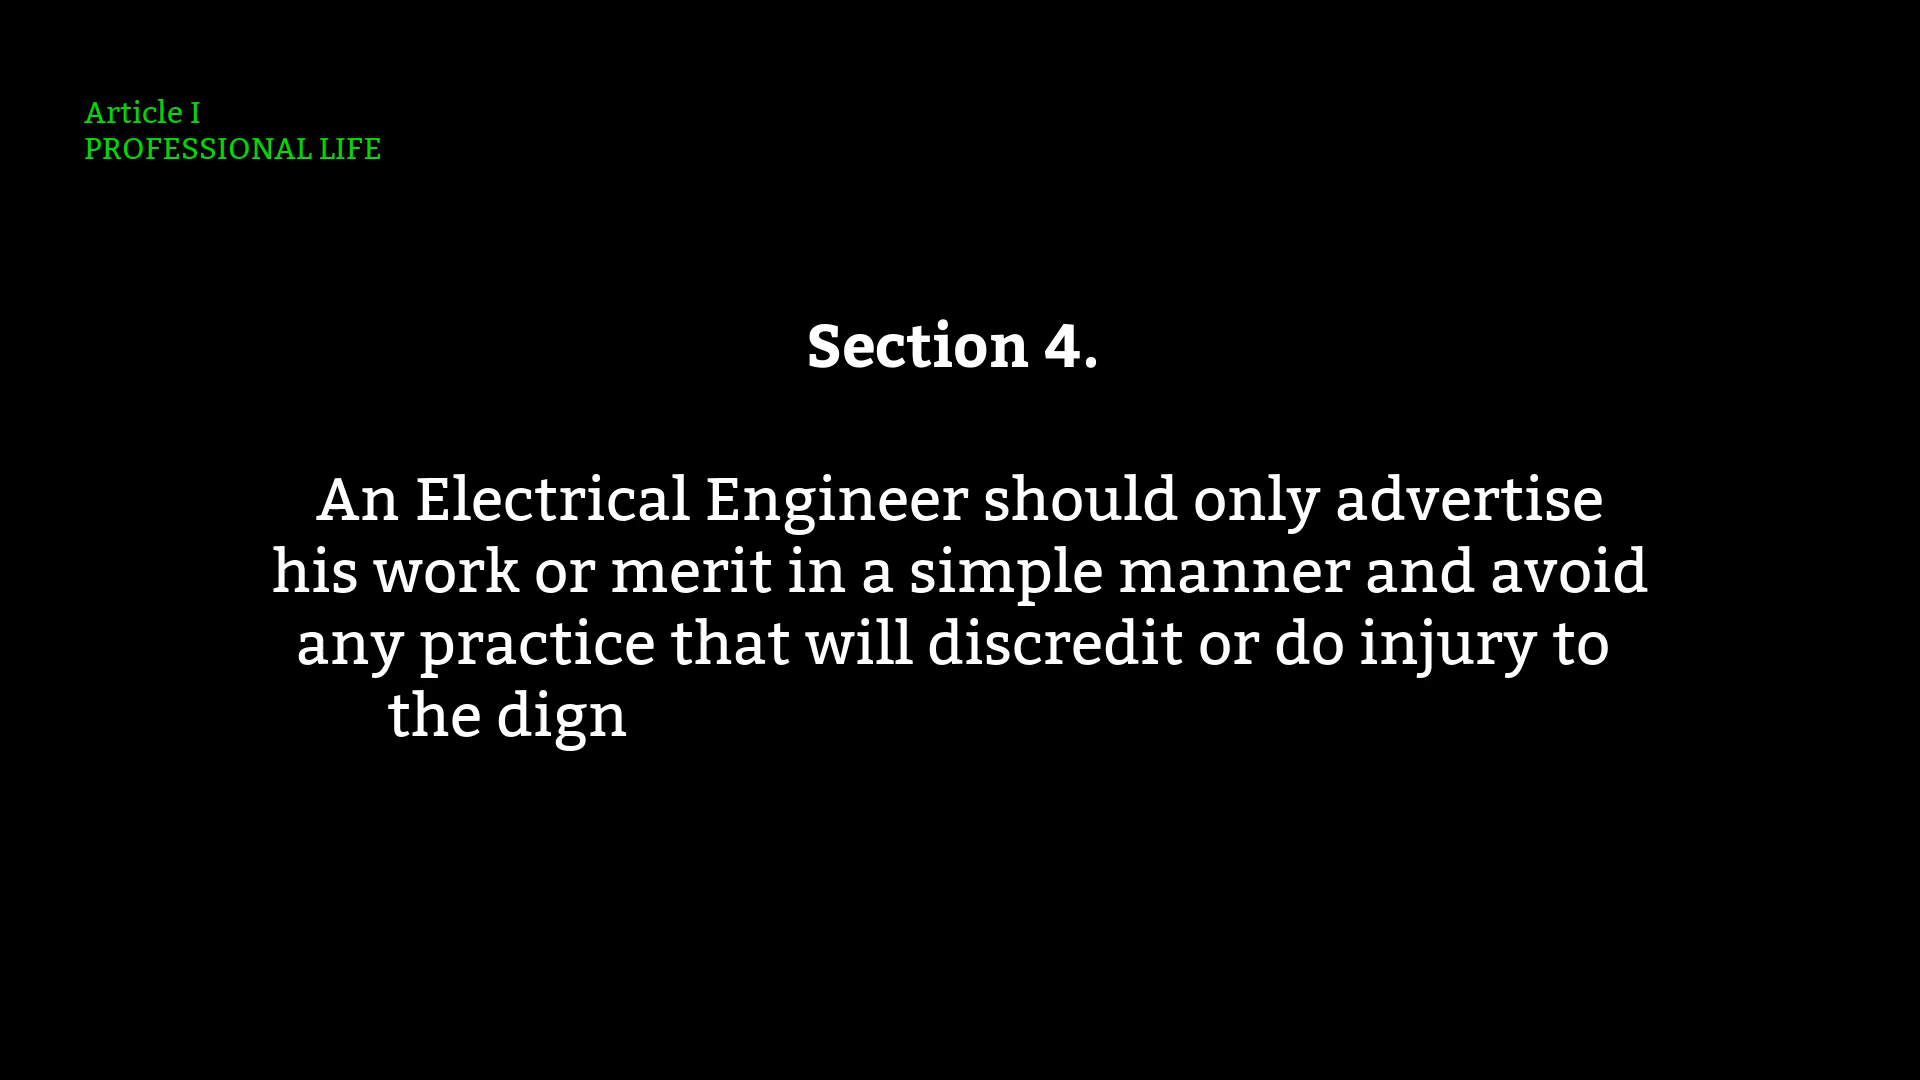 Article I
PROFESSIONAL LIFE
Section 4.
An Electrical Engineer should only advertise
his work or merit in a simple manner and avoid
any practice that will discredit or do injury to
the dign